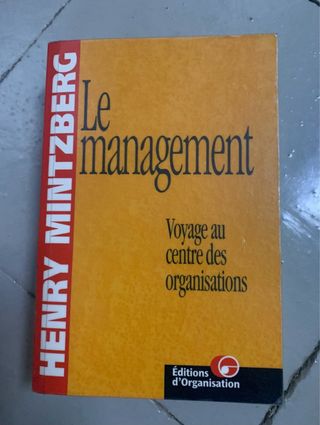 HENRY MINTZBERG
Le
management
Voyage au
centre des
organisations
Éditions
d'Organisation